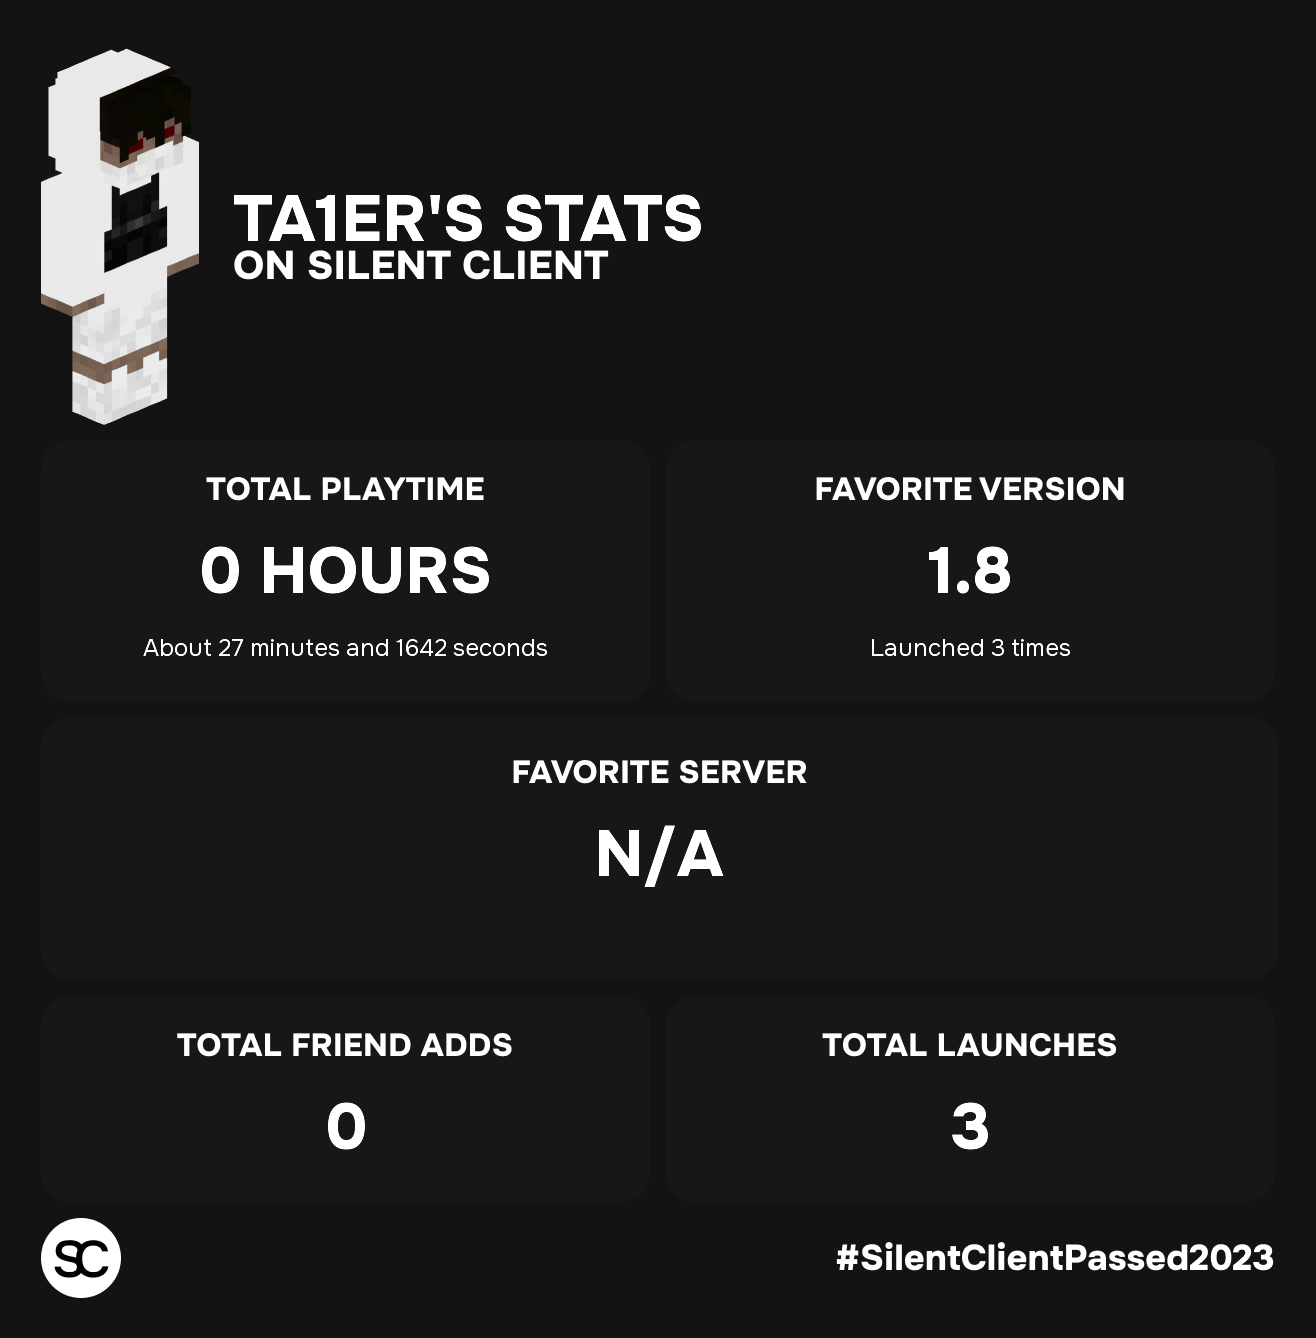 TA1ER'S STATS
ON SILENT CLIENT
TOTAL PLAYTIME
0 HOURS
About 27 minutes and 1642 seconds
FAVORITE VERSION
1.8
Launched 3 times
FAVORITE SERVER
N/A
TOTAL FRIEND ADDS
0
TOTAL LAUNCHES
3
SC
#SilentClientPassed2023